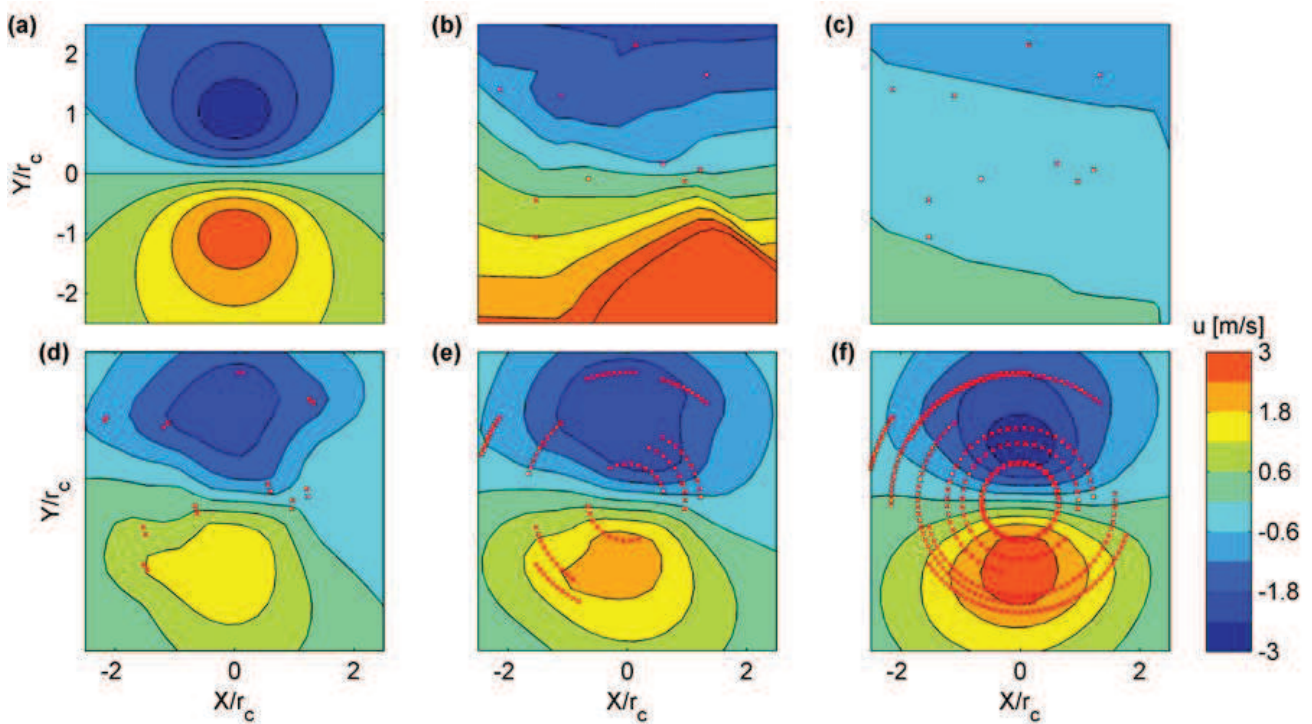 (a) (b) (c)
2
1
0
-1
-2
Y/r_c
u [m/s]
(d) (e) (f)
3
1.8
0.6
-0.6
-1.8
-3
Y/r_c
-2 0 2 -2 0 2 -2 0 2
X/r_c X/r_c X/r_c